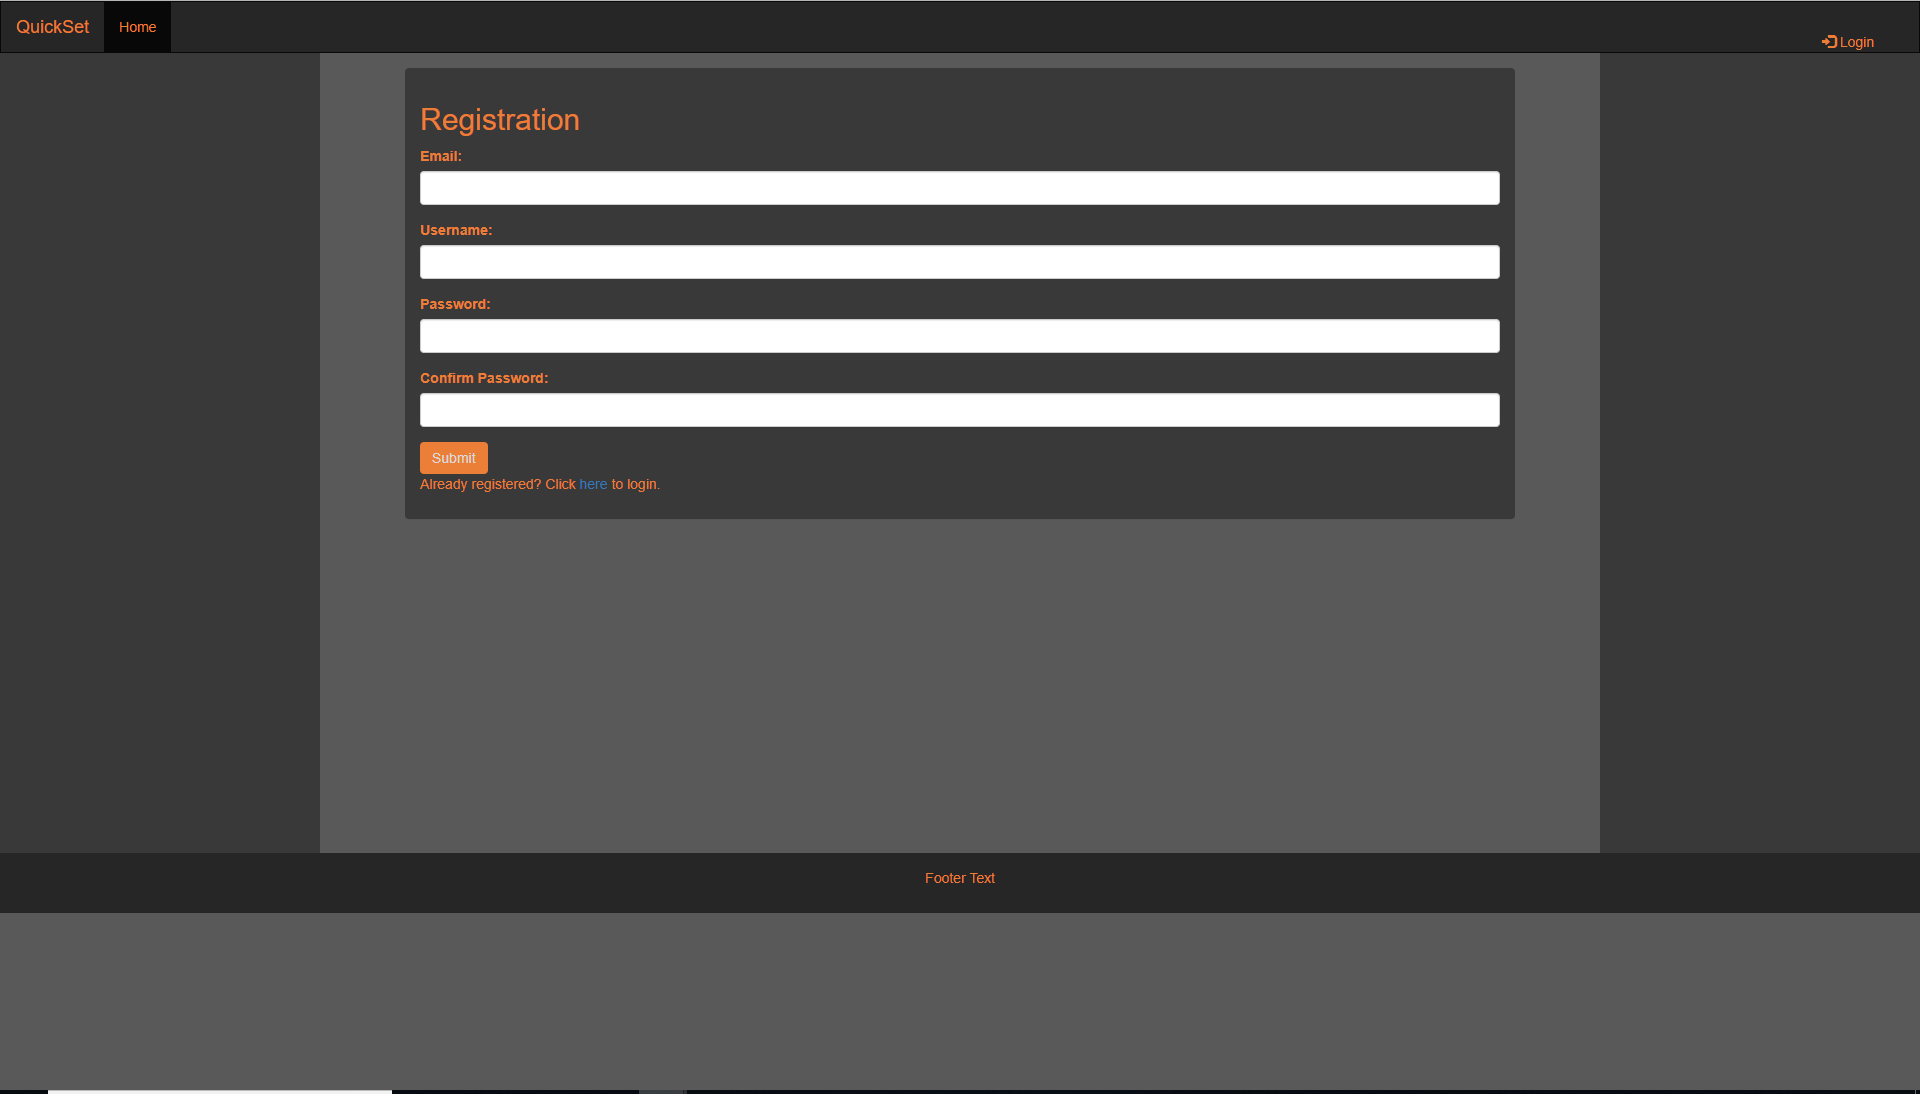 QuickSet Home
Login
Registration
Email:
Username:
Password:
Confirm Password:
Submit
Already registered? Click here to login.
Footer Text